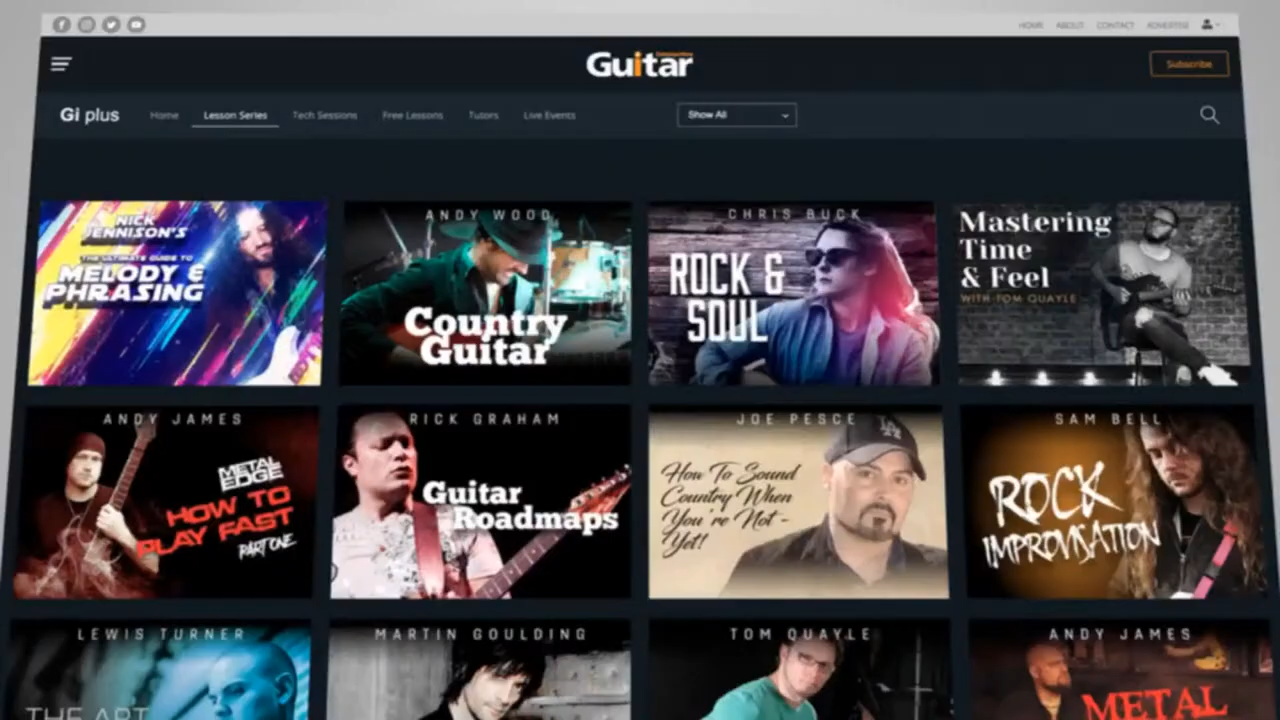 HOME ABOUT CONTACT ADVERTISE
Guitar
Subscribe
Gi plus
Home Lesson Series Tech Sessions Free Lessons Tutors Live Events
Show All
NICK
JENNISON'S
THE ULTIMATE GUIDE TO
MELODY &
PHRASING
ANDY WOOD
Country
Guitar
CHRIS BUCK
ROCK &
SOUL
Mastering
Time
& Feel
WITH TOM QUAYLE
ANDY JAMES
METAL
EDGE
HOW TO
PLAY FAST
PART ONE
RICK GRAHAM
Guitar
Roadmaps
JOE PESCE
LA
How To Sound
Country When
You're Not -
Yet!
SAM BELL
ROCK
IMPROVISATION
LEWIS TURNER
THE ART
MARTIN GOULDING
TOM QUAYLE
ANDY JAMES
METAL